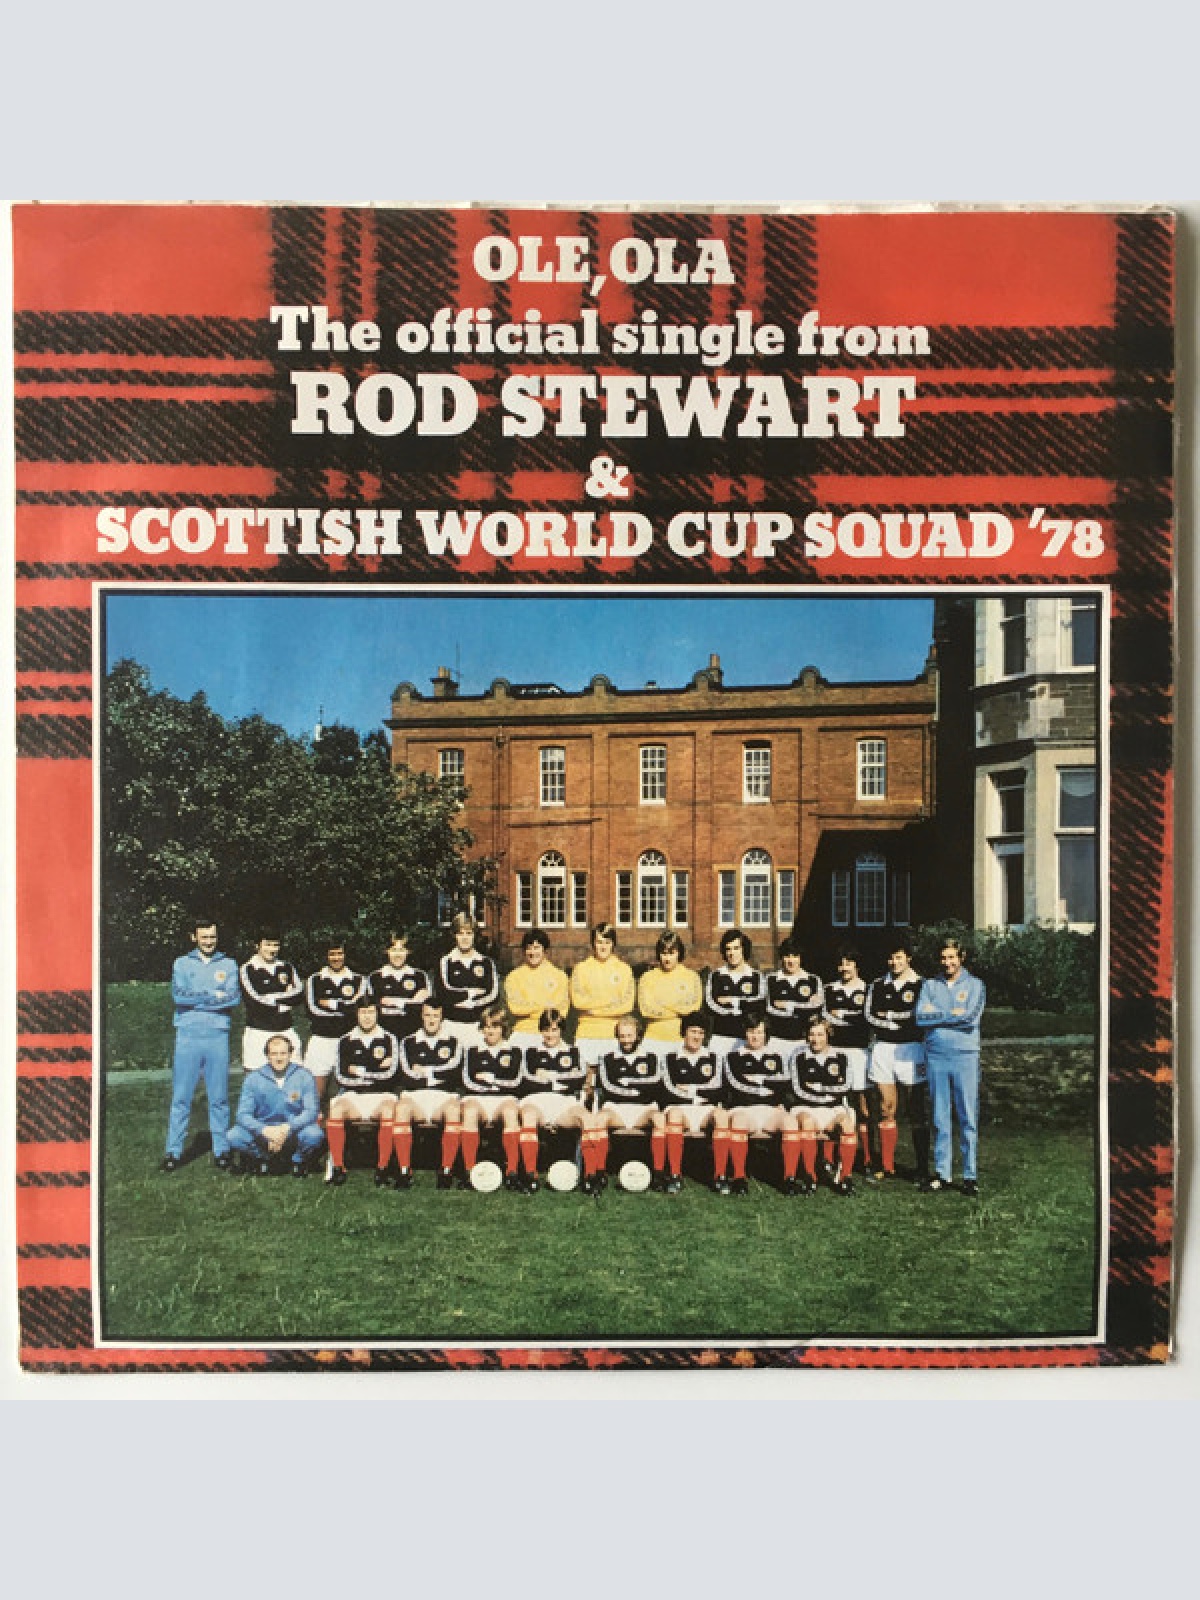 OLE, OLA
The official single from
ROD STEWART
&
SCOTTISH WORLD CUP SQUAD '78